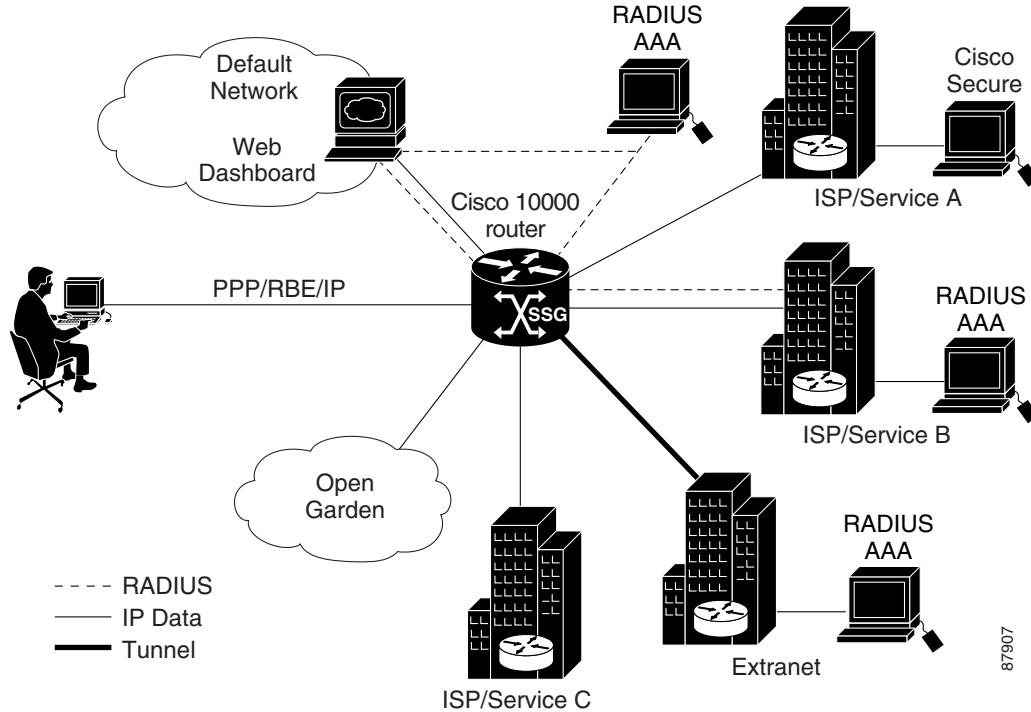 RADIUS
AAA
Default
Network
Cisco
Secure
Web
Dashboard
ISP/Service A
Cisco 10000
router
PPP/RBE/IP
SSG
RADIUS
AAA
ISP/Service B
Open
Garden
RADIUS
AAA
RADIUS
IP Data
Tunnel
Extranet
ISP/Service C
87907